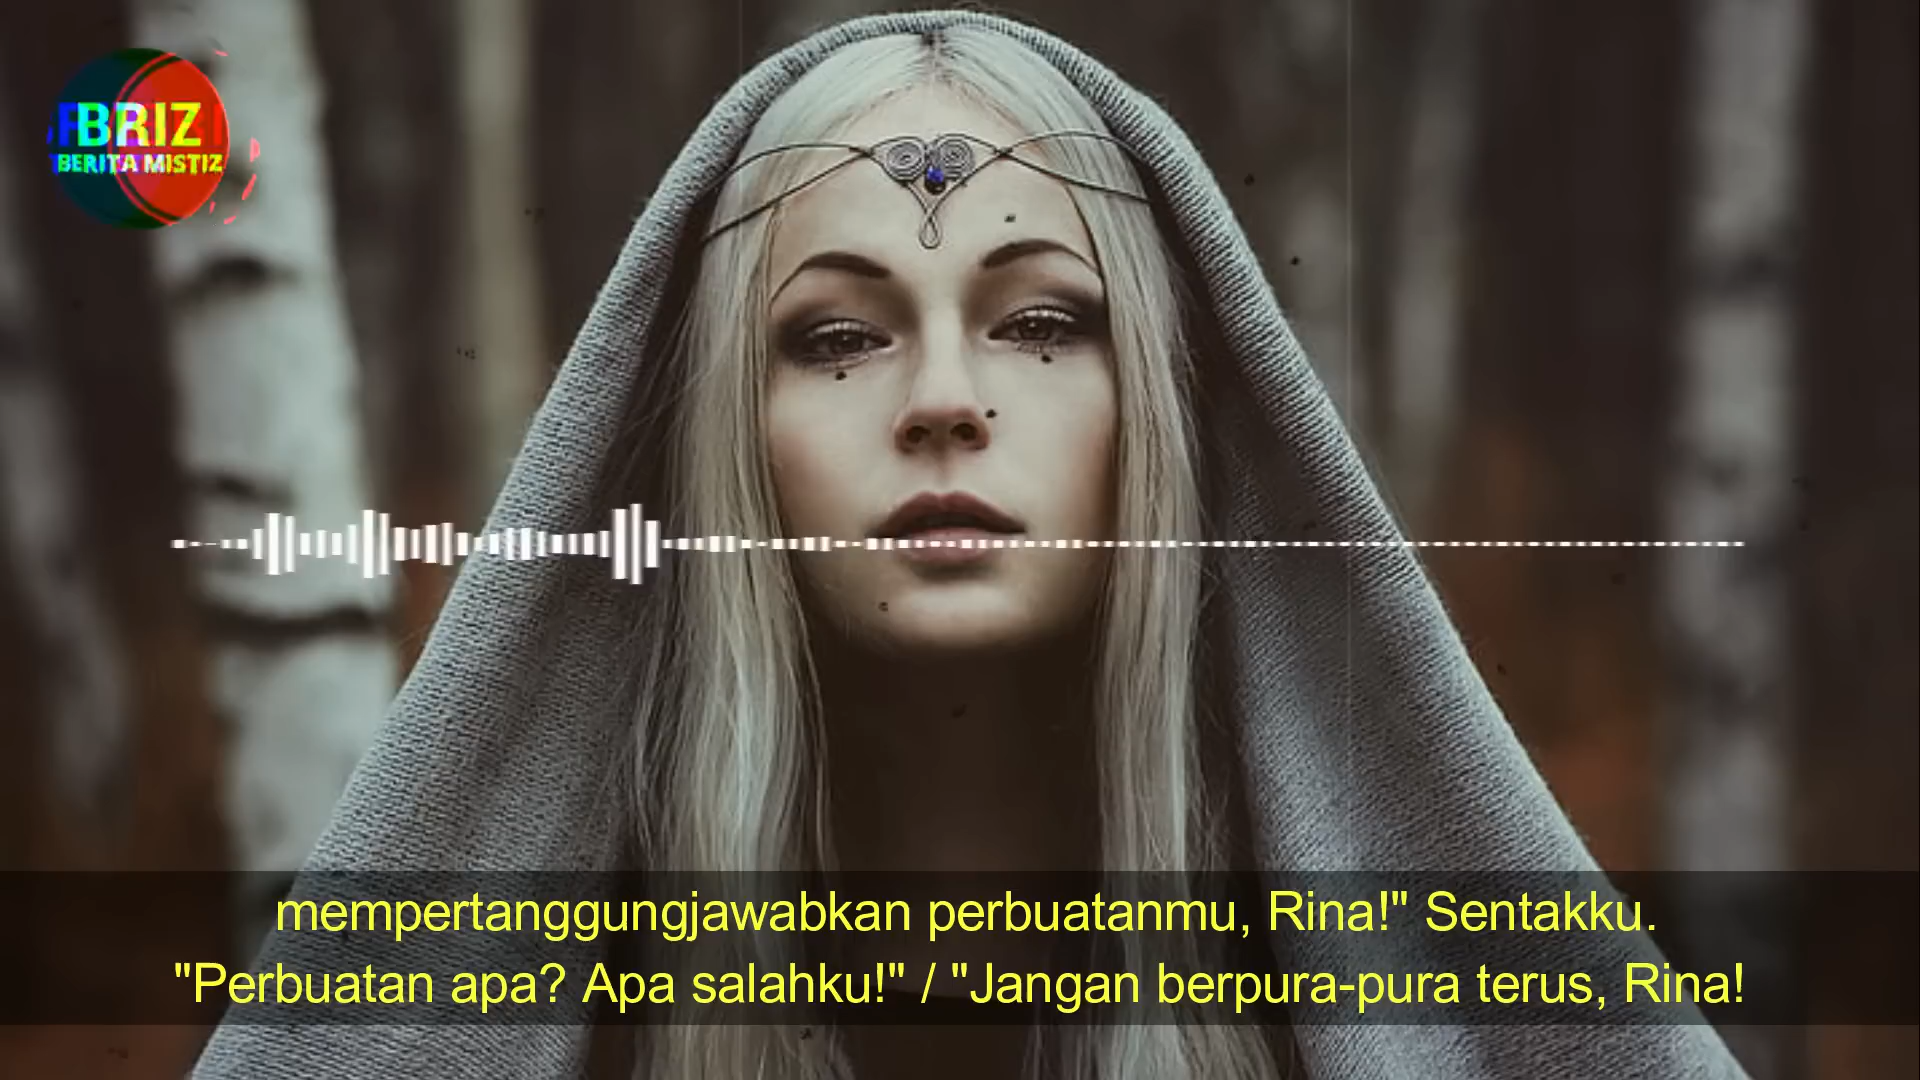 BRIZ
BERITA MISTIZ
mempertanggungjawabkan perbuatanmu, Rina!" Sentakku.
"Perbuatan apa? Apa salahku!" / "Jangan berpura-pura terus, Rina!